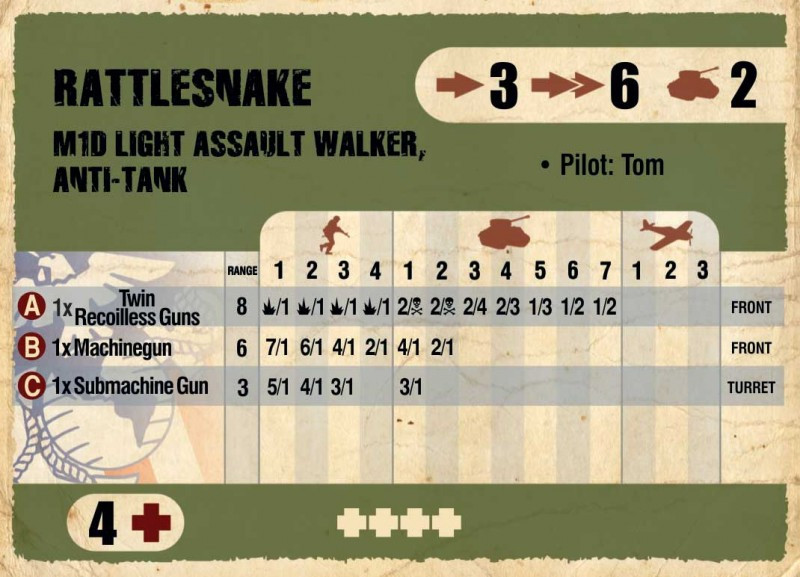 RATTLESNAKE
3 6 2
M1D LIGHT ASSAULT WALKER,
ANTI-TANK
• Pilot: Tom
RANGE 1 2 3 4 1 2 3 4 5 6 7 1 2 3
A 1x Twin Recoilless Guns 8 /1 /1 /1 /1 2/ 2/ 2/4 2/3 1/3 1/2 1/2 FRONT
B 1x Machinegun 6 7/1 6/1 4/1 2/1 4/1 2/1 FRONT
C 1x Submachine Gun 3 5/1 4/1 3/1 3/1 TURRET
4